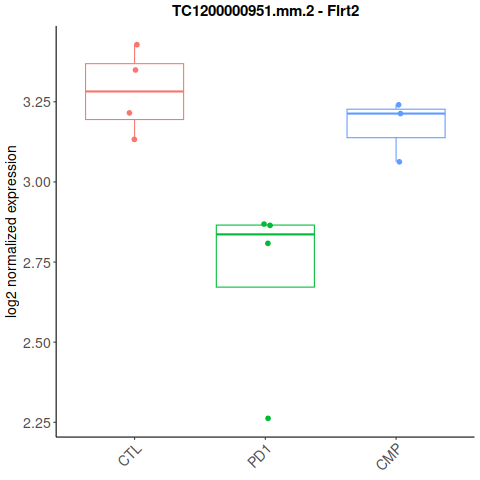 TC1200000951.mm.2 - Flrt2
log2 normalized expression
3.25
3.00
2.75
2.50
2.25
CTL
PD1
CMP